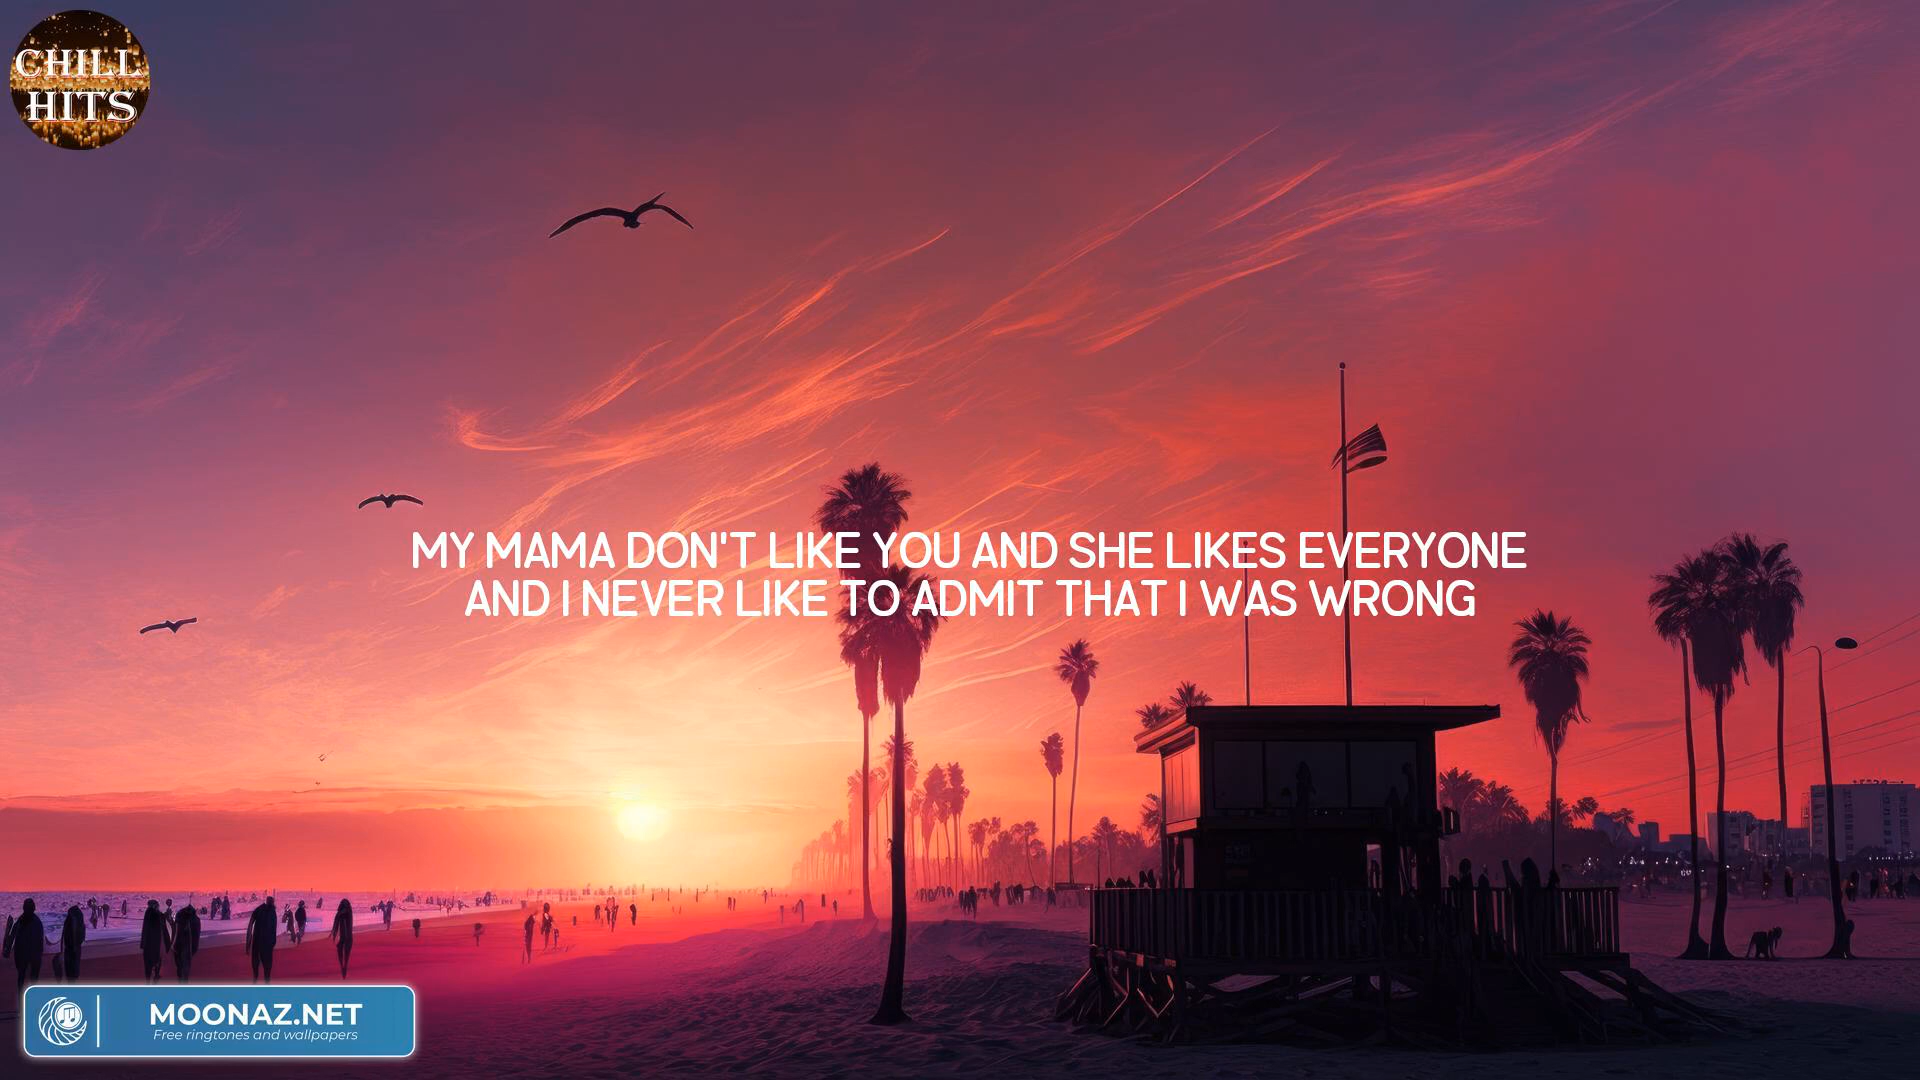 CHILL
HITS
MY MAMA DON'T LIKE YOU AND SHE LIKES EVERYONE
AND I NEVER LIKE TO ADMIT THAT I WAS WRONG
MOONAZ.NET
Free ringtones and wallpapers